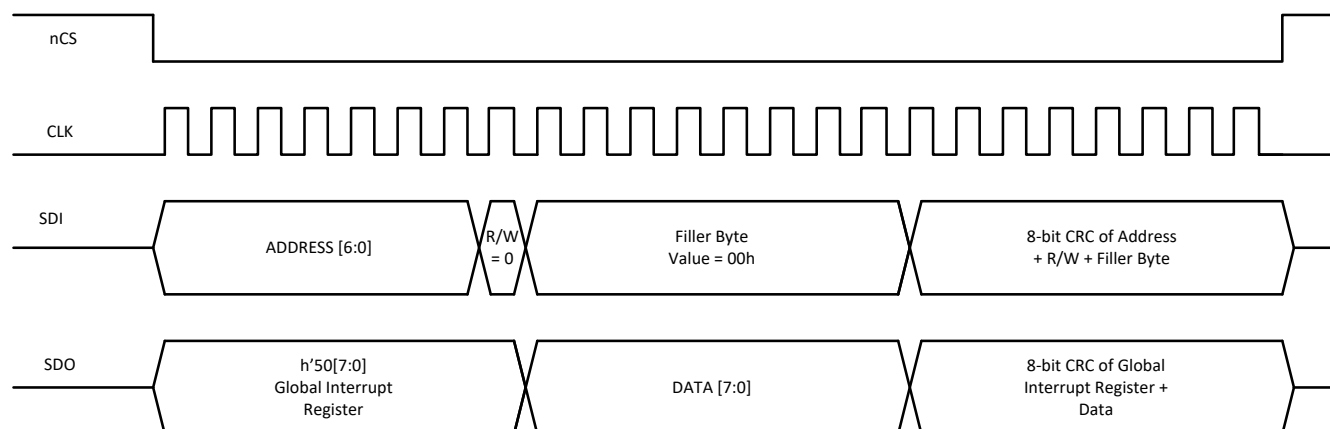 nCS
CLK
SDI
ADDRESS [6:0]
R/W
= 0
Filler Byte
Value = 00h
8-bit CRC of Address
+ R/W + Filler Byte
SDO
h’50[7:0]
Global Interrupt
Register
DATA [7:0]
8-bit CRC of Global
Interrupt Register +
Data